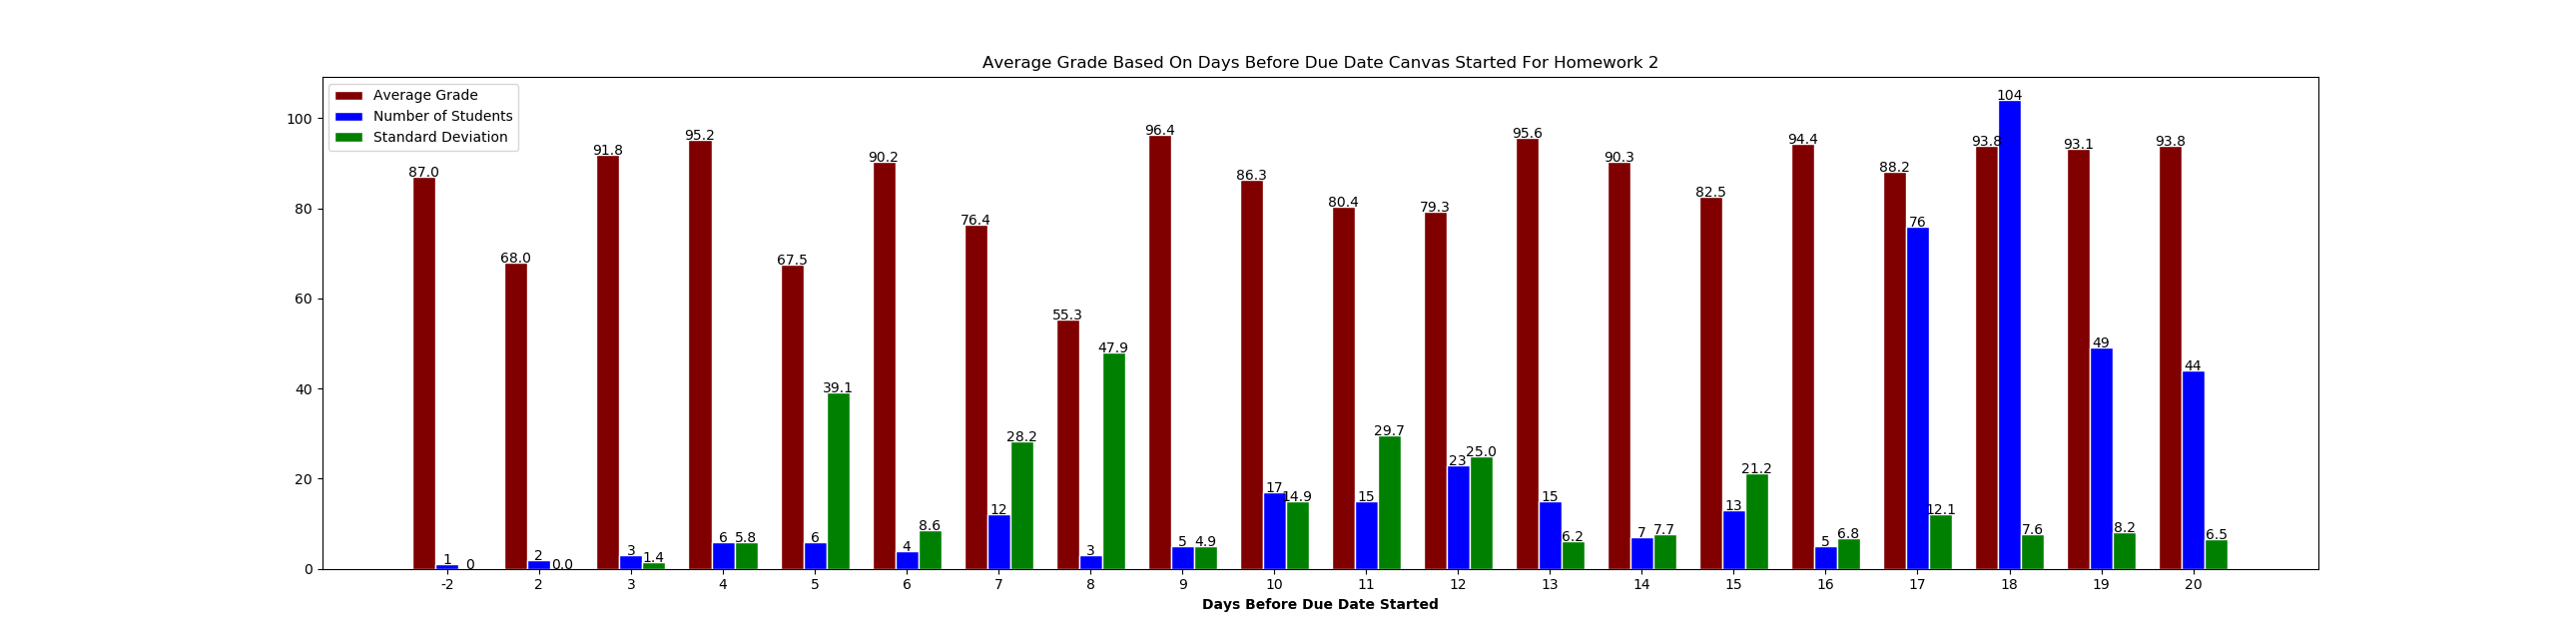 Average Grade Based On Days Before Due Date Canvas Started For Homework 2
Average Grade
Number of Students
Standard Deviation
100
80
60
40
20
0
87.0 1 0
68.0 2 0.0
91.8 3 1.4
95.2 6 5.8
67.5 6 39.1
90.2 4 8.6
76.4 12 28.2
55.3 3 47.9
96.4 5 4.9
86.3 17 14.9
80.4 15 29.7
79.3 23 25.0
95.6 15 6.2
90.3 7 7.7
82.5 13 21.2
94.4 5 6.8
88.2 76 12.1
93.8 104 7.6
93.1 49 8.2
93.8 44 6.5
-2 2 3 4 5 6 7 8 9 10 11 12 13 14 15 16 17 18 19 20
Days Before Due Date Started